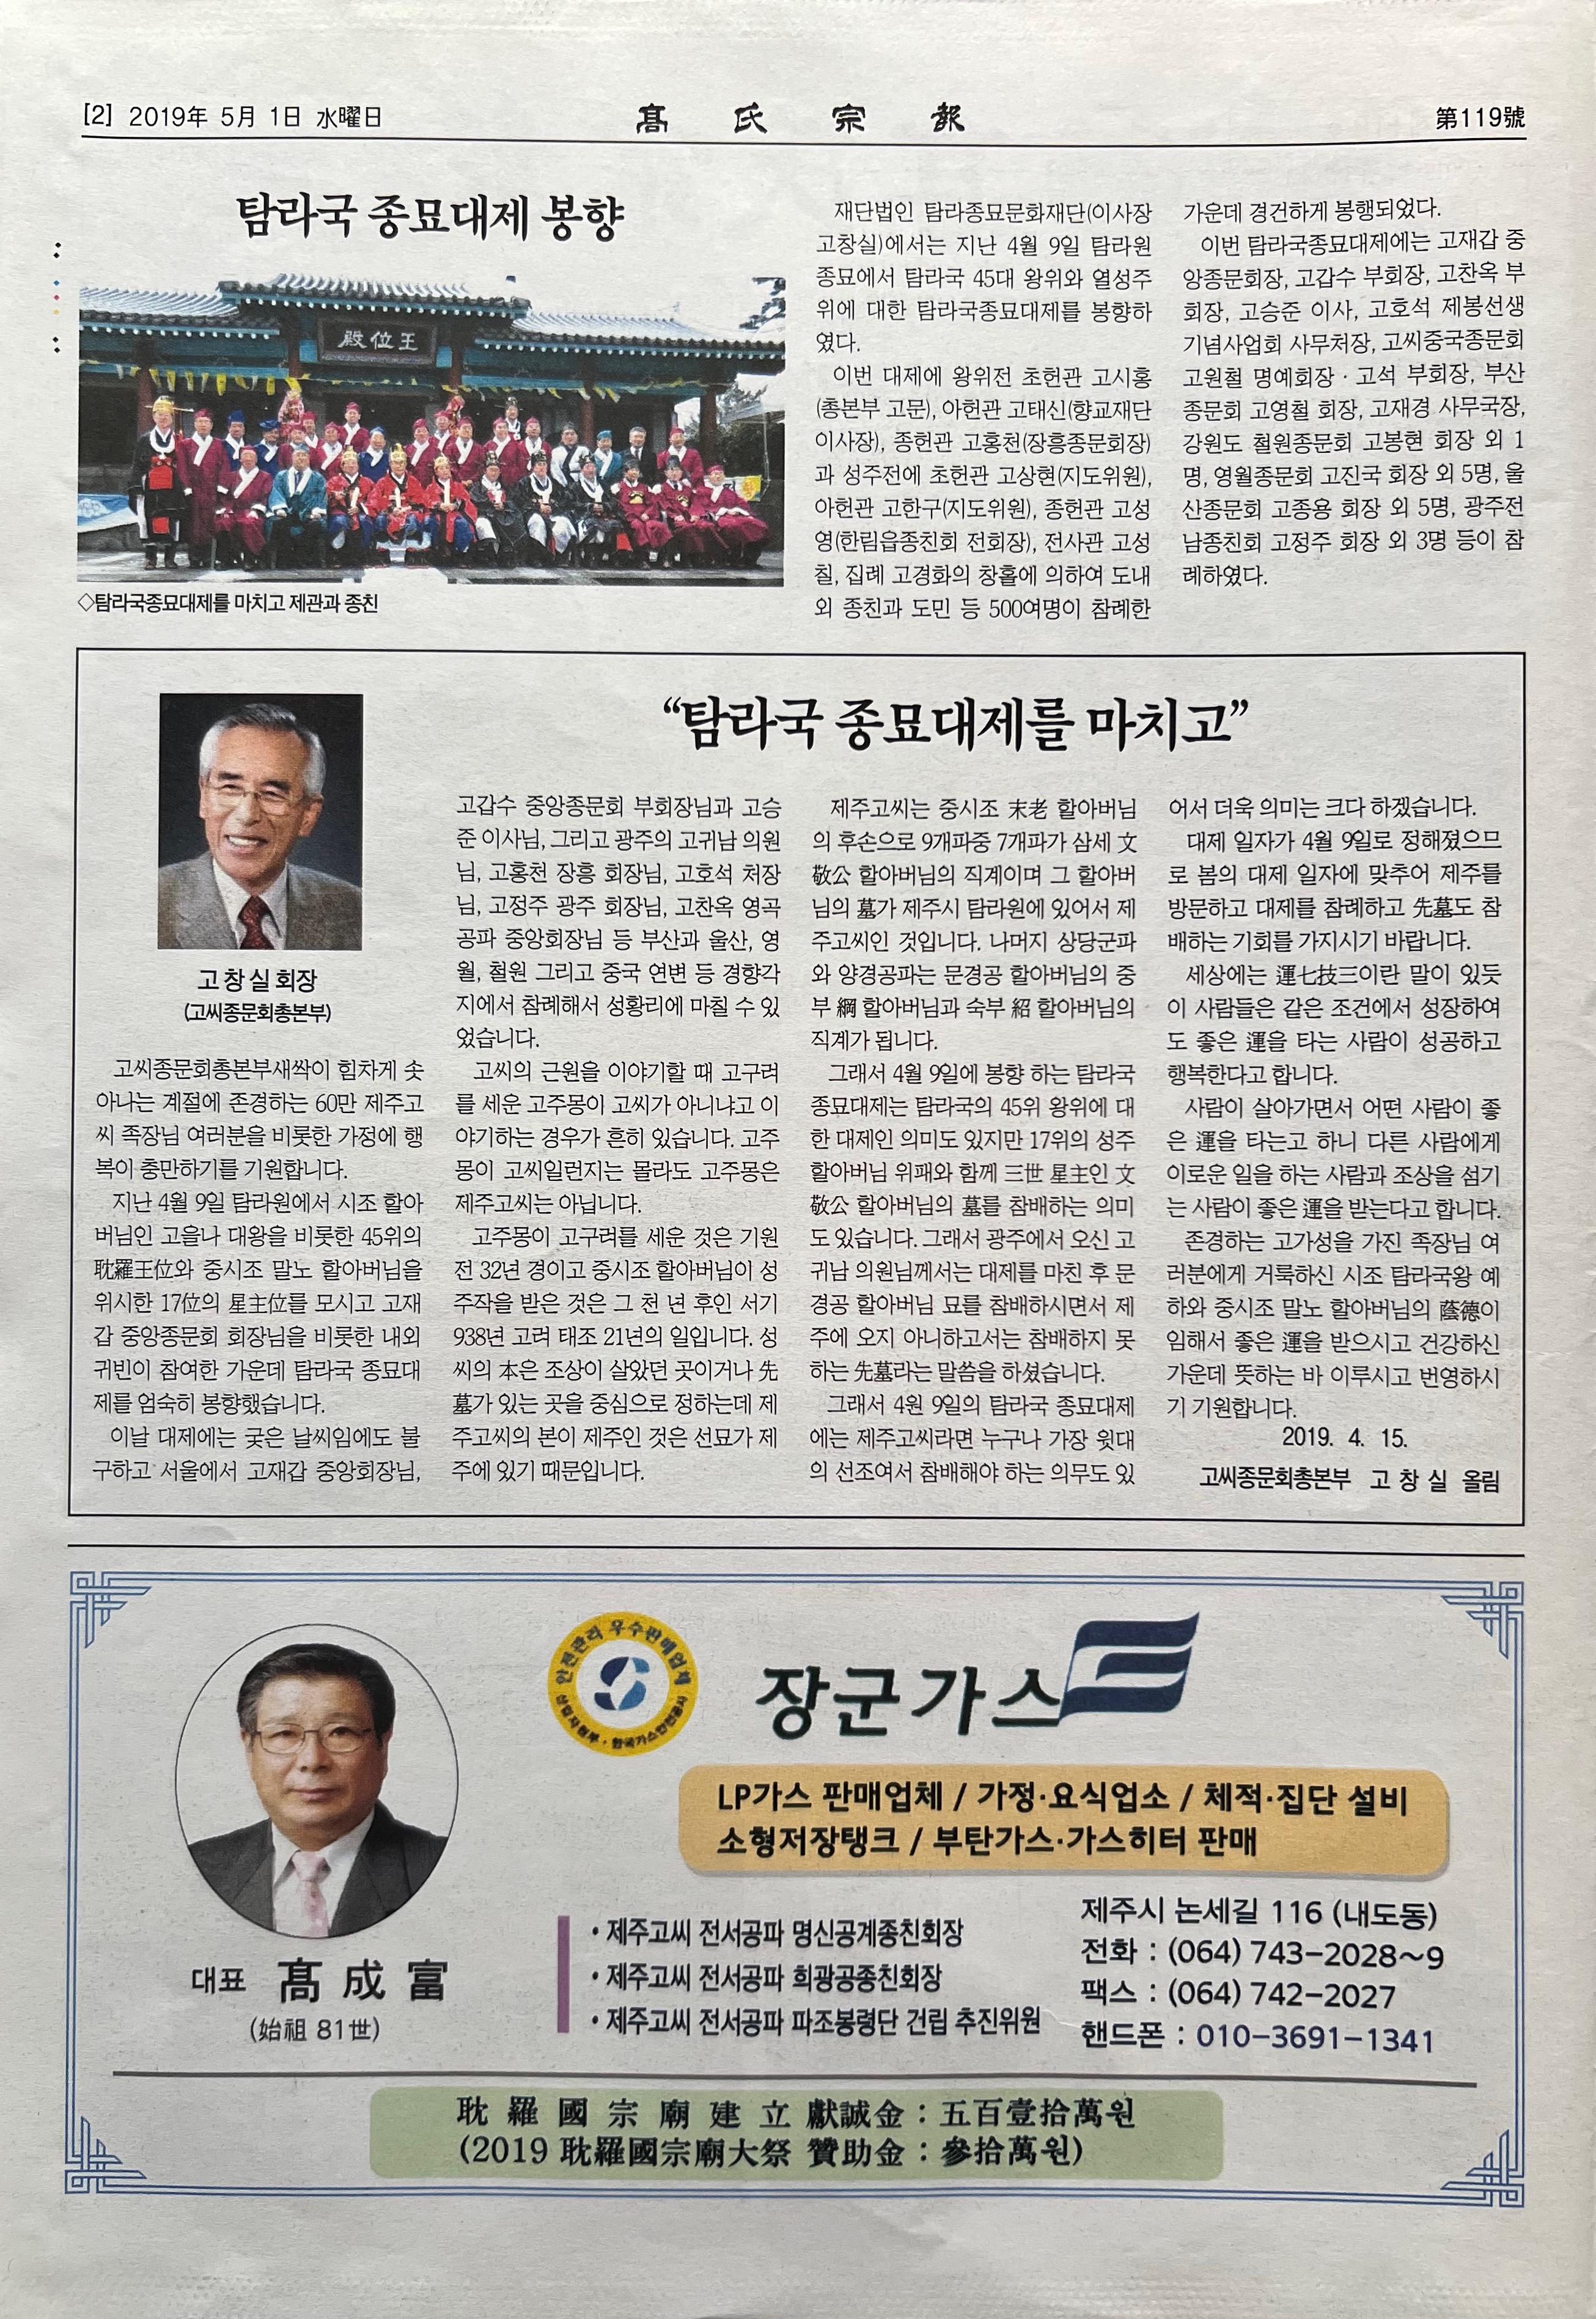 [2] 2019年 5月 1日 水曜日
髙 氏 宗 報
第119號
탐라국 종묘대제 봉향
殿位王
◇탐라국종묘대제를 마치고 제관과 종친
재단법인 탐라종묘문화재단(이사장
고창실)에서는 지난 4월 9일 탐라원
종묘에서 탐라국 45대 왕위와 열성주
위에 대한 탐라국종묘대제를 봉향하
였다.
이번 대제에 왕위전 초헌관 고시홍
(총본부 고문), 아헌관 고태신(향교재단
이사장), 종헌관 고홍천(장흥종문회장)
과 성주전에 초헌관 고상현(지도위원),
아헌관 고한구(지도위원), 종헌관 고성
영(한림읍종친회 전회장), 전사관 고성
칠, 집례 고경화의 창홀에 의하여 도내
외 종친과 도민 등 500여명이 참례한
가운데 경건하게 봉행되었다.
이번 탐라국종묘대제에는 고재갑 중
앙종문회장, 고갑수 부회장, 고찬옥 부
회장, 고승준 이사, 고호석 제봉선생
기념사업회 사무처장, 고씨중국종문회
고원철 명예회장 · 고석 부회장, 부산
종문회 고영철 회장, 고재경 사무국장,
강원도 철원종문회 고봉현 회장 외 1
명, 영월종문회 고진국 회장 외 5명, 울
산종문회 고종용 회장 외 5명, 광주전
남종친회 고정주 회장 외 3명 등이 참
례하였다.
“탐라국 종묘대제를 마치고”
고 창 실 회장
(고씨종문회총본부)
고씨종문회총본부새싹이 힘차게 솟
아나는 계절에 존경하는 60만 제주고
씨 족장님 여러분을 비롯한 가정에 행
복이 충만하기를 기원합니다.
지난 4월 9일 탐라원에서 시조 할아
버님인 고을나 대왕을 비롯한 45위의
耽羅王位와 중시조 말노 할아버님을
위시한 17位의 星主位를 모시고 고재
갑 중앙종문회 회장님을 비롯한 내외
귀빈이 참여한 가운데 탐라국 종묘대
제를 엄숙히 봉향했습니다.
이날 대제에는 궂은 날씨임에도 불
구하고 서울에서 고재갑 중앙회장님,
고갑수 중앙종문회 부회장님과 고승
준 이사님, 그리고 광주의 고귀남 의원
님, 고홍천 장흥 회장님, 고호석 처장
님, 고정주 광주 회장님, 고찬옥 영곡
공파 중앙회장님 등 부산과 울산, 영
월, 철원 그리고 중국 연변 등 경향각
지에서 참례해서 성황리에 마칠 수 있
었습니다.
고씨의 근원을 이야기할 때 고구려
를 세운 고주몽이 고씨가 아니냐고 이
야기하는 경우가 흔히 있습니다. 고주
몽이 고씨일런지는 몰라도 고주몽은
제주고씨는 아닙니다.
고주몽이 고구려를 세운 것은 기원
전 32년 경이고 중시조 할아버님이 성
주작을 받은 것은 그 천 년 후인 서기
938년 고려 태조 21년의 일입니다. 성
씨의 本은 조상이 살았던 곳이거나 先
墓가 있는 곳을 중심으로 정하는데 제
주고씨의 본이 제주인 것은 선묘가 제
주에 있기 때문입니다.
제주고씨는 중시조 末老 할아버님
의 후손으로 9개파중 7개파가 삼세 文
敬公 할아버님의 직계이며 그 할아버
님의 墓가 제주시 탐라원에 있어서 제
주고씨인 것입니다. 나머지 상당군파
와 양경공파는 문경공 할아버님의 중
부 綱 할아버님과 숙부 紹 할아버님의
직계가 됩니다.
그래서 4월 9일에 봉향 하는 탐라국
종묘대제는 탐라국의 45위 왕위에 대
한 대제인 의미도 있지만 17위의 성주
할아버님 위패와 함께 三世 星主인 文
敬公 할아버님의 墓를 참배하는 의미
도 있습니다. 그래서 광주에서 오신 고
귀남 의원님께서는 대제를 마친 후 문
경공 할아버님 묘를 참배하시면서 제
주에 오지 아니하고서는 참배하지 못
하는 先墓라는 말씀을 하셨습니다.
그래서 4원 9일의 탐라국 종묘대제
에는 제주고씨라면 누구나 가장 윗대
의 선조여서 참배해야 하는 의무도 있
어서 더욱 의미는 크다 하겠습니다.
대제 일자가 4월 9일로 정해졌으므
로 봄의 대제 일자에 맞추어 제주를
방문하고 대제를 참례하고 先墓도 참
배하는 기회를 가지시기 바랍니다.
세상에는 運七技三이란 말이 있듯
이 사람들은 같은 조건에서 성장하여
도 좋은 運을 타는 사람이 성공하고
행복한다고 합니다.
사람이 살아가면서 어떤 사람이 좋
은 運을 타는고 하니 다른 사람에게
이로운 일을 하는 사람과 조상을 섬기
는 사람이 좋은 運을 받는다고 합니다.
존경하는 고가성을 가진 족장님 여
러분에게 거룩하신 시조 탐라국왕 예
하와 중시조 말노 할아버님의 蔭德이
임해서 좋은 運을 받으시고 건강하신
가운데 뜻하는 바 이루시고 번영하시
기 기원합니다.
2019. 4. 15.
고씨종문회총본부 고 창 실 올림
안전관리 우수판매업체
산업자원부 · 한국가스안전공사
장군가스
LP가스 판매업체 / 가정·요식업소 / 체적·집단 설비
소형저장탱크 / 부탄가스·가스히터 판매
대표 髙成富
(始祖 81世)
• 제주고씨 전서공파 명신공계종친회장
• 제주고씨 전서공파 희광공종친회장
• 제주고씨 전서공파 파조봉령단 건립 추진위원
제주시 논세길 116 (내도동)
전화 : (064) 743-2028~9
팩스 : (064) 742-2027
핸드폰 : 010-3691-1341
耽羅國宗廟建立獻誠金 : 五百壹拾萬원
(2019 耽羅國宗廟大祭 贊助金 : 參拾萬원)